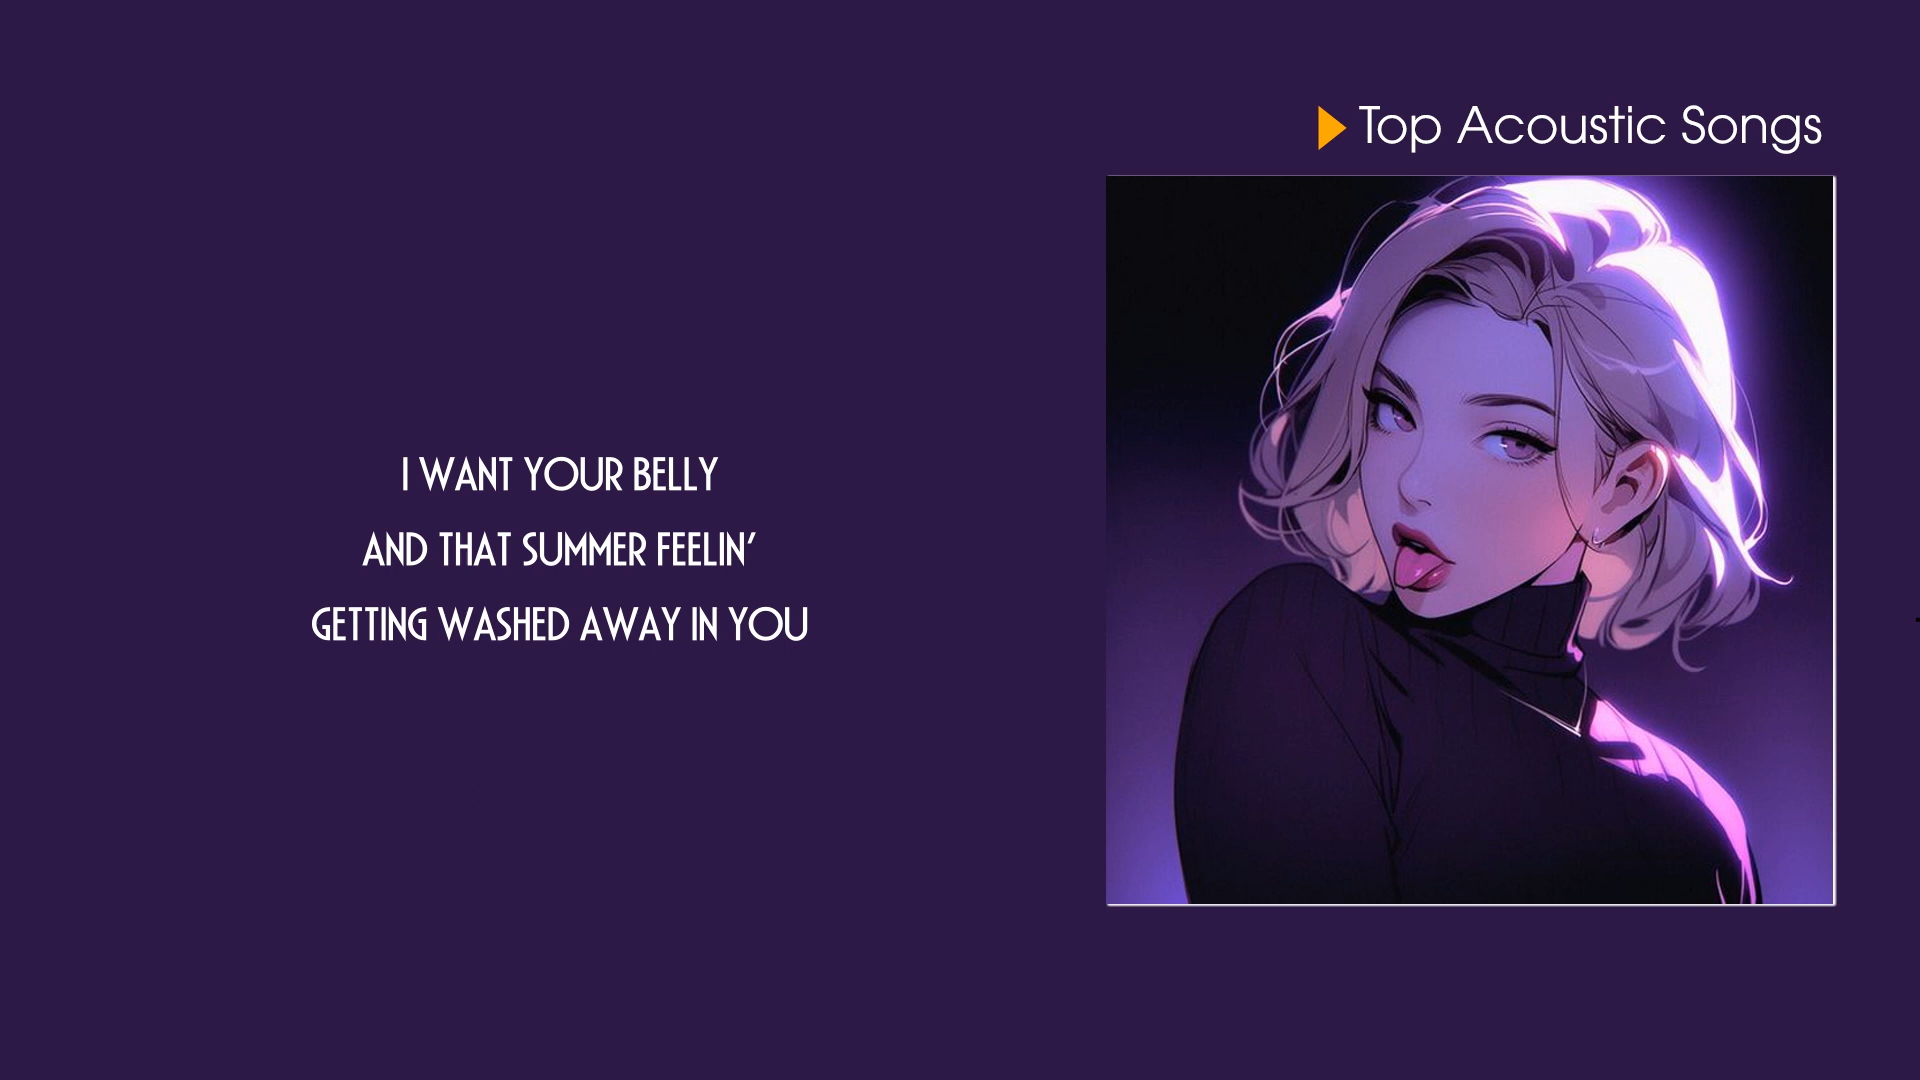 Top Acoustic Songs
I WANT YOUR BELLY
AND THAT SUMMER FEELIN’
GETTING WASHED AWAY IN YOU